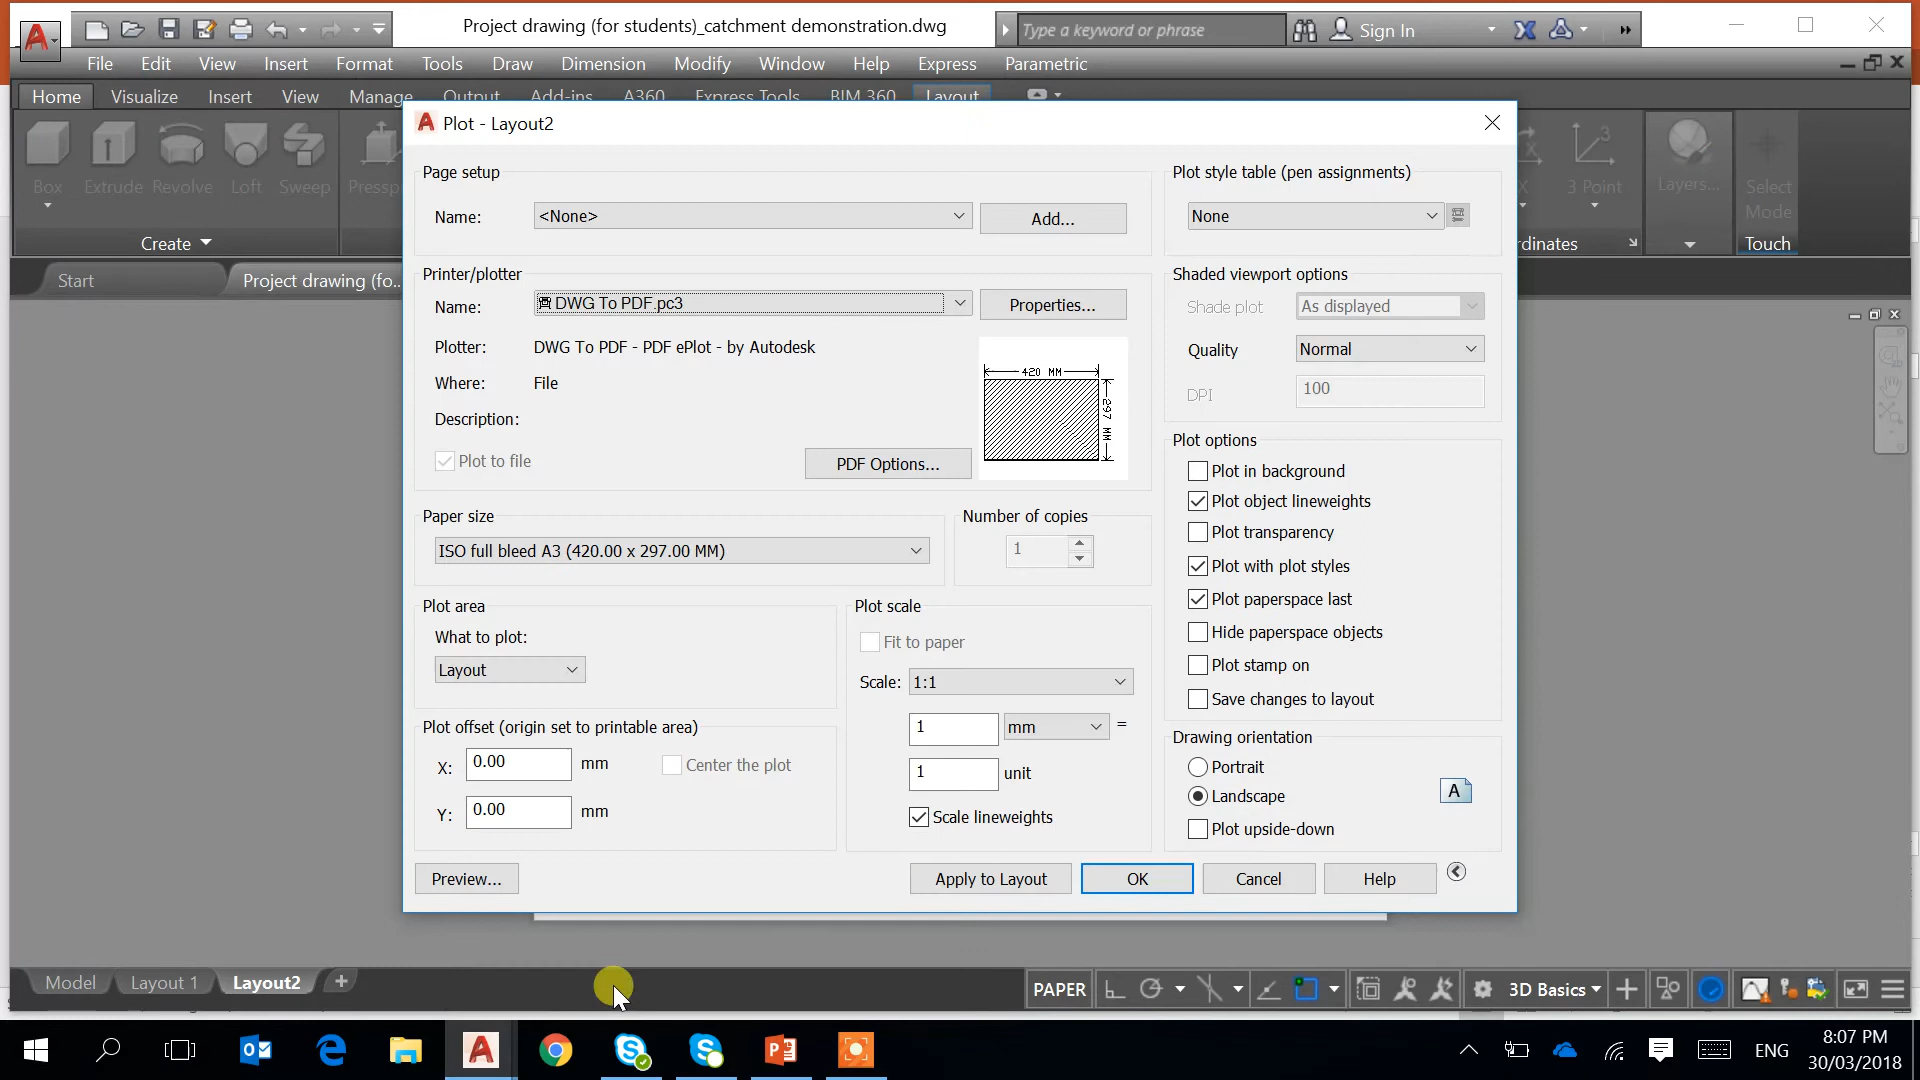 Project drawing (for students)_catchment demonstration.dwg
Type a keyword or phrase
Sign In
File Edit View Insert Format Tools Draw Dimension Modify Window Help Express Parametric
Home Visualize Insert View Manage Output Add-ins A360 Express Tools BIM 360 Layout
Plot - Layout2
Box Extrude Revolve Loft Sweep
3 Point
Layers...
Select
Mode
Create
Touch
Start
Project drawing (fo...
Page setup
Name: <None> Add...
Plot style table (pen assignments)
None
Printer/plotter
Name: DWG To PDF.pc3 Properties...
Plotter: DWG To PDF - PDF ePlot - by Autodesk
Where: File
Description:
Plot to file
PDF Options...
420 MM
297 MM
Shaded viewport options
Shade plot As displayed
Quality Normal
DPI 100
Paper size
ISO full bleed A3 (420.00 x 297.00 MM)
Number of copies
1
Plot options
Plot in background
Plot object lineweights
Plot transparency
Plot with plot styles
Plot paperspace last
Hide paperspace objects
Plot stamp on
Save changes to layout
Plot area
What to plot:
Layout
Plot scale
Fit to paper
Scale: 1:1
1 mm =
1 unit
Scale lineweights
Plot offset (origin set to printable area)
X: 0.00 mm Center the plot
Y: 0.00 mm
Drawing orientation
Portrait
Landscape
Plot upside-down
A
Preview... Apply to Layout OK Cancel Help
Model Layout 1 Layout2 +
PAPER
3D Basics
ENG
8:07 PM
30/03/2018